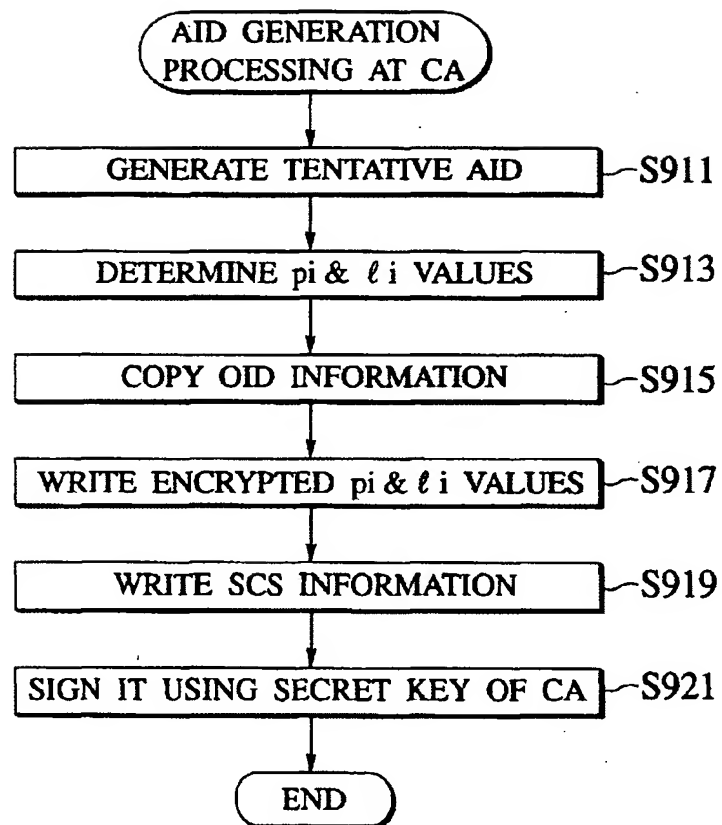 AID GENERATION
PROCESSING AT CA
GENERATE TENTATIVE AID
S911
DETERMINE pi & ℓi VALUES
S913
COPY OID INFORMATION
S915
WRITE ENCRYPTED pi & ℓi VALUES
S917
WRITE SCS INFORMATION
S919
SIGN IT USING SECRET KEY OF CA
S921
END